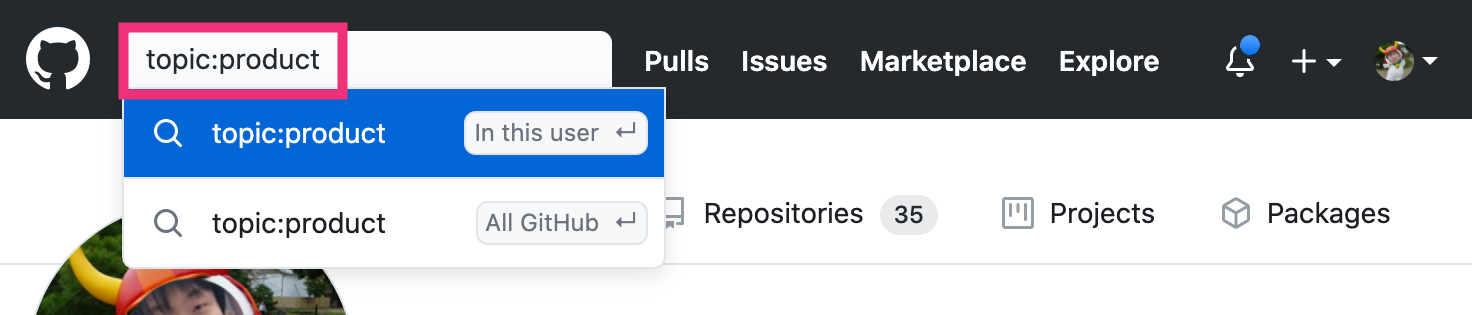 topic:product Pulls Issues Marketplace Explore
topic:product In this user
topic:product All GitHub
Repositories 35 Projects Packages